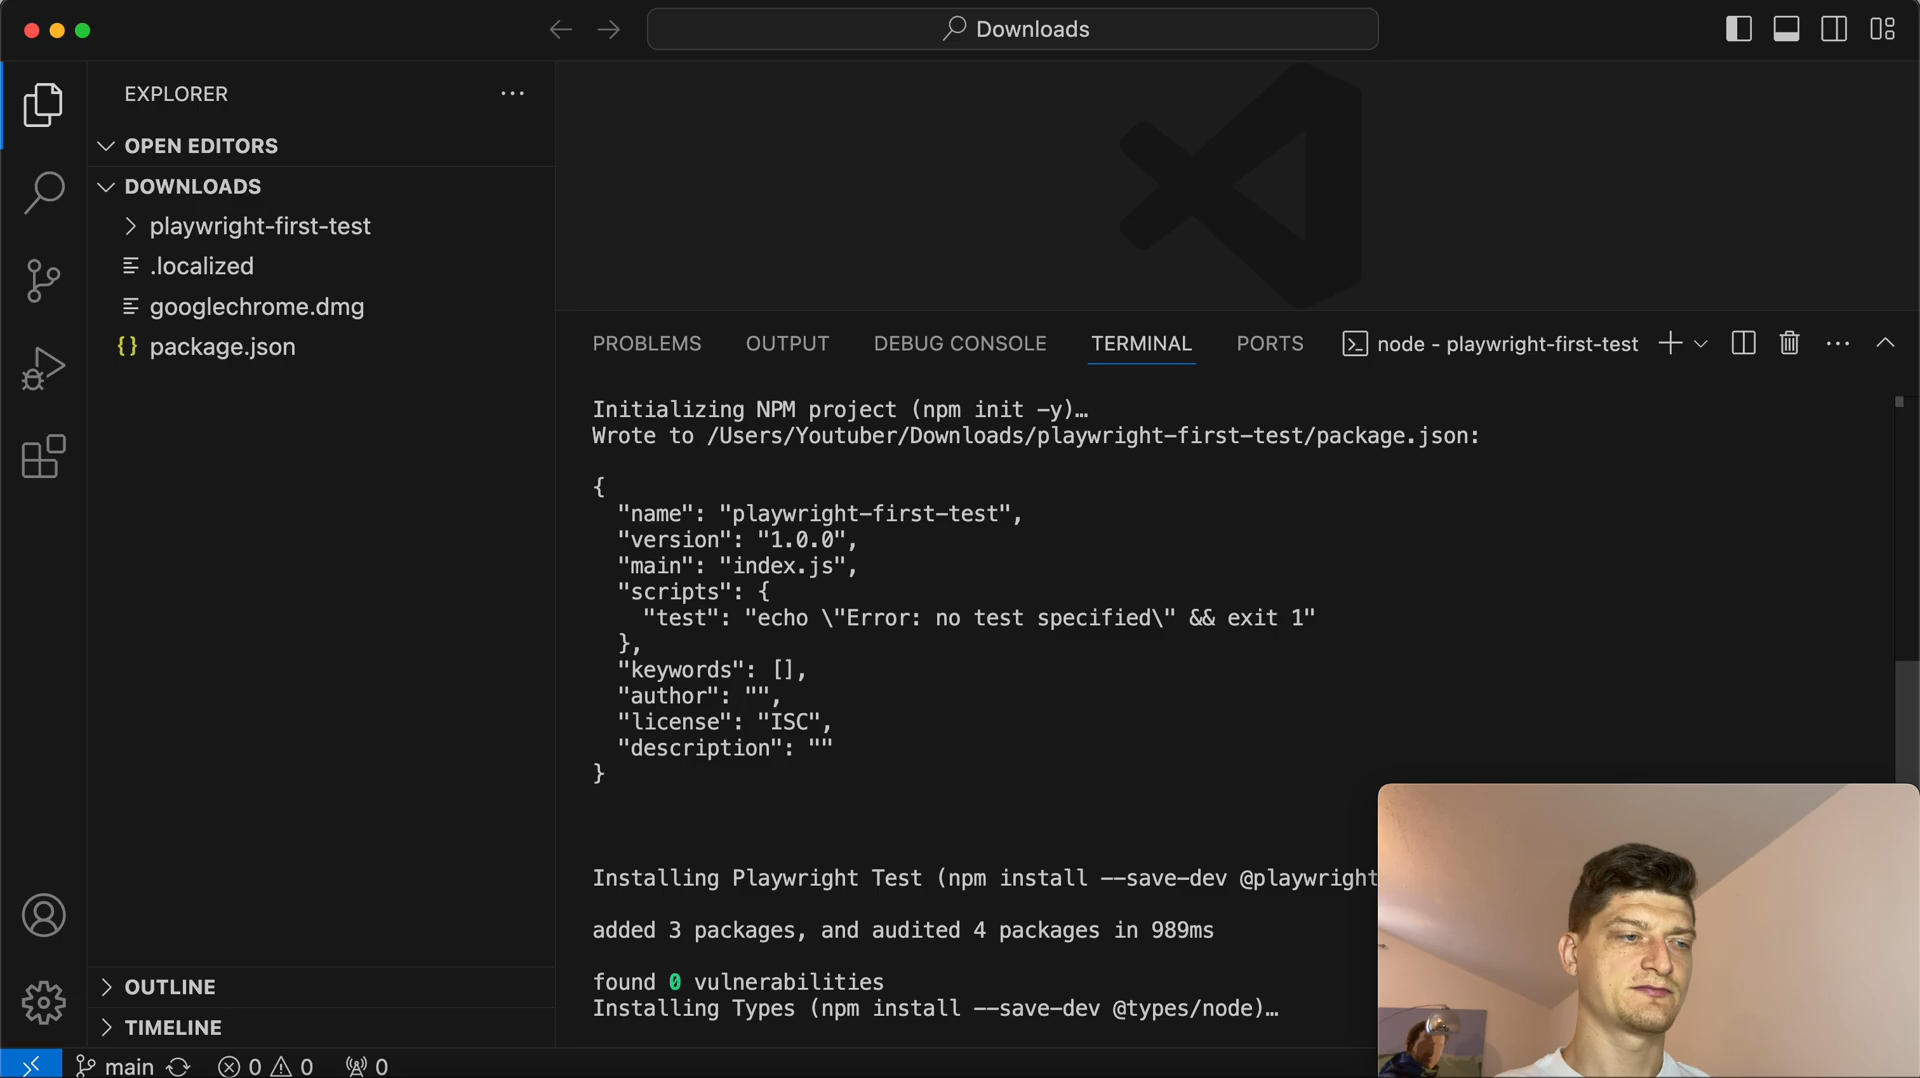 Downloads
EXPLORER
OPEN EDITORS
DOWNLOADS
playwright-first-test
.localized
googlechrome.dmg
package.json
OUTLINE
TIMELINE
PROBLEMS OUTPUT DEBUG CONSOLE TERMINAL PORTS node - playwright-first-test
Initializing NPM project (npm init -y)…
Wrote to /Users/Youtuber/Downloads/playwright-first-test/package.json:
{
"name": "playwright-first-test",
"version": "1.0.0",
"main": "index.js",
"scripts": {
"test": "echo \"Error: no test specified\" && exit 1"
},
"keywords": [],
"author": "",
"license": "ISC",
"description": ""
}
Installing Playwright Test (npm install --save-dev @playwright
added 3 packages, and audited 4 packages in 989ms
found 0 vulnerabilities
Installing Types (npm install --save-dev @types/node)…
main 0 0 0